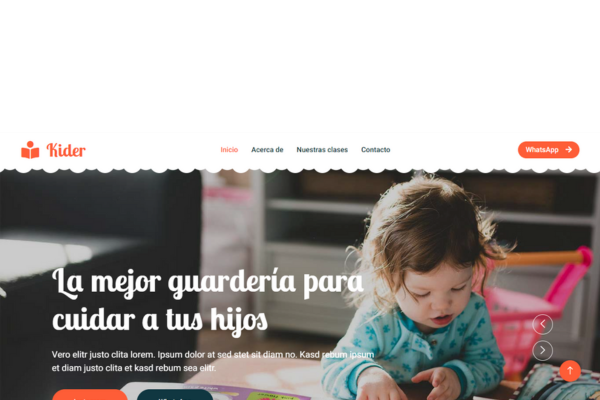 Kider
Inicio Acerca de Nuestras clases Contacto
WhatsApp
La mejor guardería para
cuidar a tus hijos
Vero elitr justo clita lorem. Ipsum dolor at sed stet sit diam no. Kasd rebum ipsum
et diam justo clita et kasd rebum sea elitr.